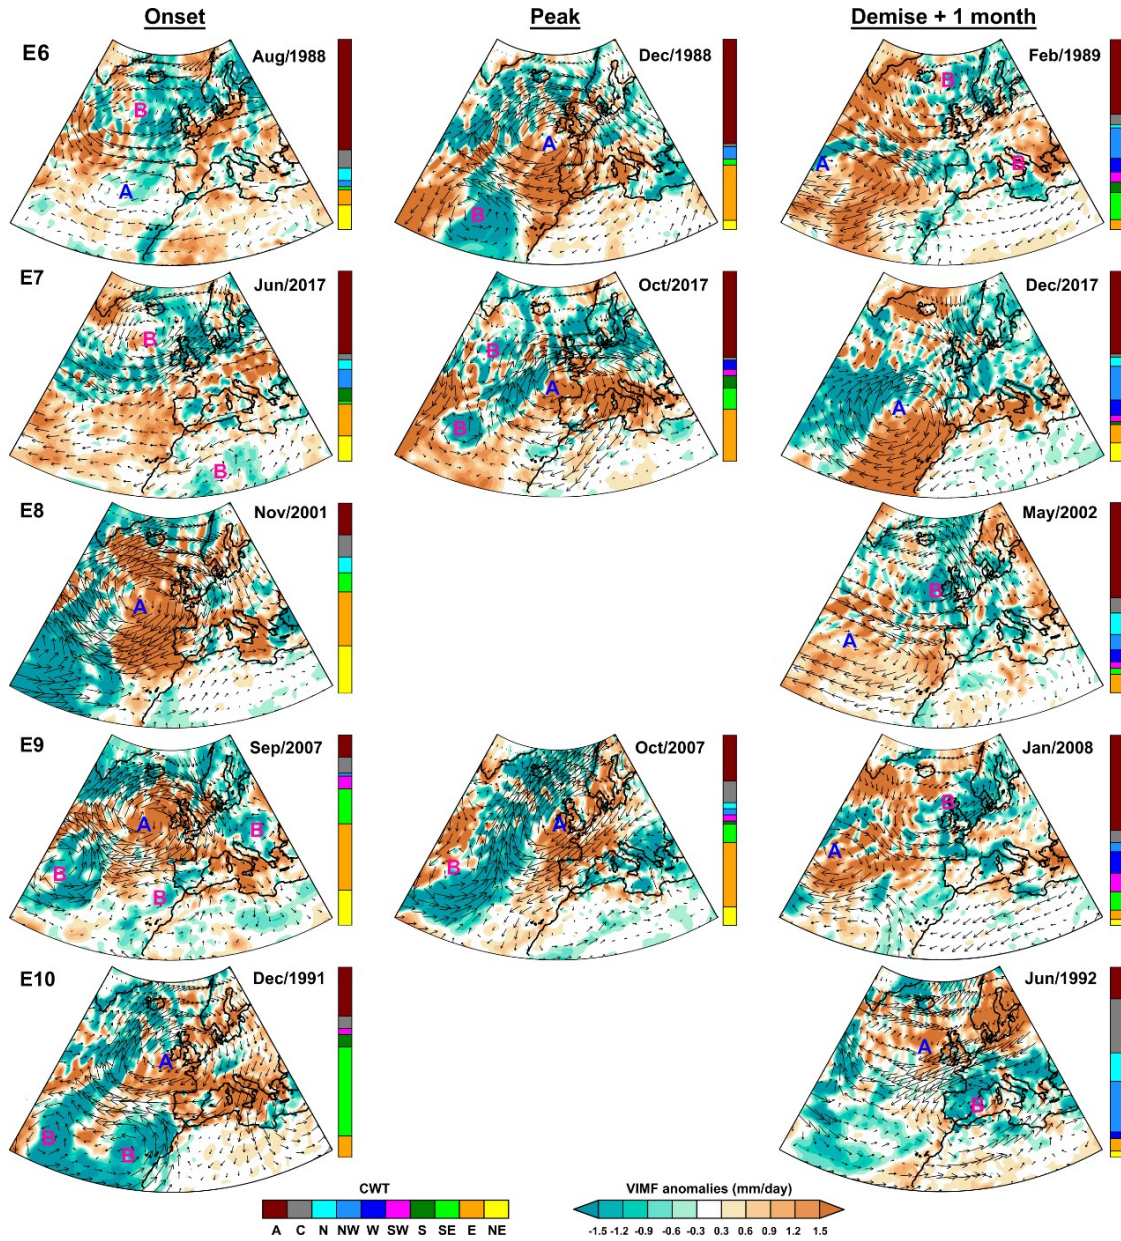 Onset Peak Demise + 1 month
E6 Aug/1988 Dec/1988 Feb/1989
B A
A B
B A B
E7 Jun/2017 Oct/2017 Dec/2017
B B
B A B
A
E8 Nov/2001 May/2002
A
B A
E9 Sep/2007 Oct/2007 Jan/2008
A B B B
A B
B A
E10 Dec/1991 Jun/1992
A B B
A B
CWT VIMF anomalies (mm/day)
A C N NW W SW S SE E NE
-1.5 -1.2 -0.9 -0.6 -0.3 0.3 0.6 0.9 1.2 1.5